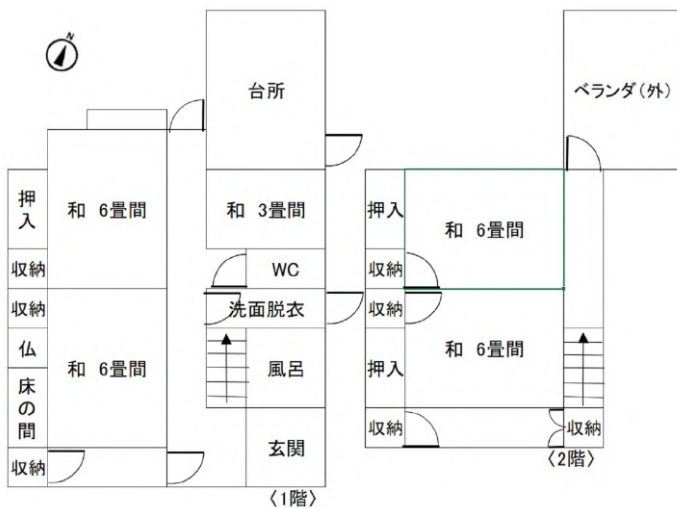 N
台所
ベランダ(外)
押入
和 6畳間
和 3畳間
押入
和 6畳間
収納
WC
収納
収納
洗面脱衣
収納
仏
和 6畳間
風呂
押入
和 6畳間
床の間
収納
玄関
収納
収納
〈1階〉
〈2階〉